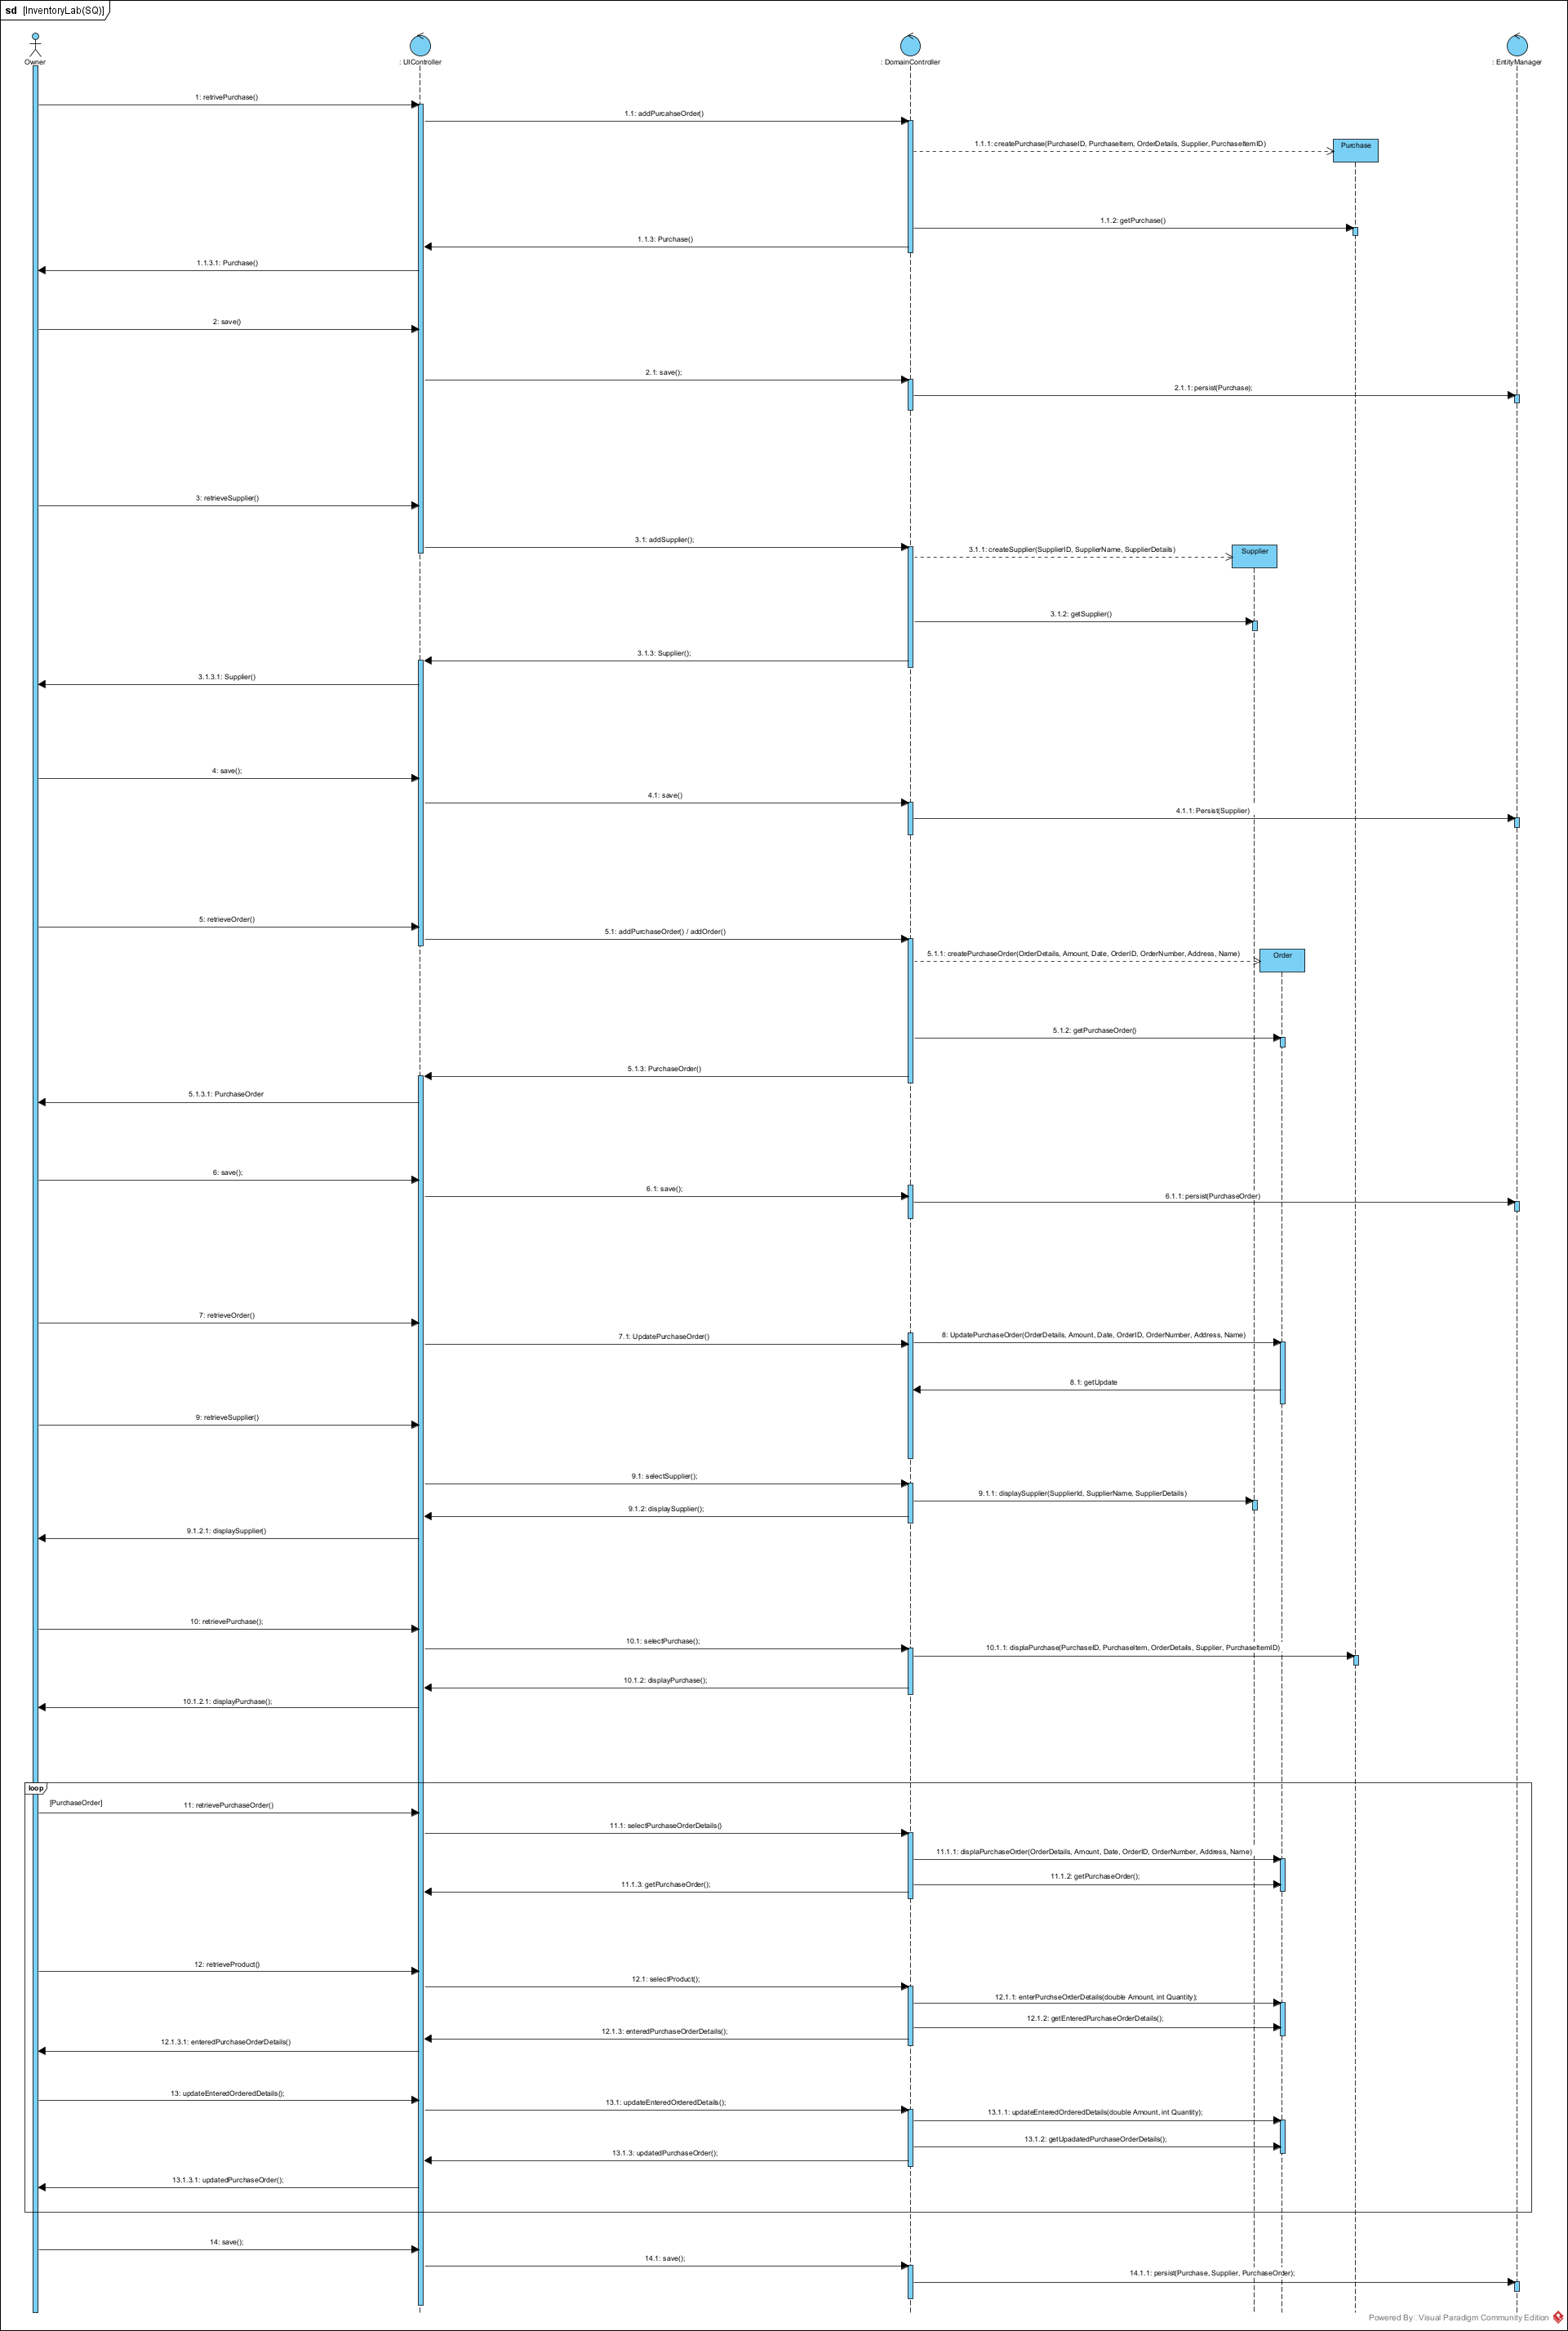 sd [InventoryLab(SQ)]
Owner
: UIController
: DomainController
: EntityManager
1: retrivePurchase()
1.1: addPurcahseOrder()
1.1.1: createPurchase(PurchaseID, PurchaseItem, OrderDetails, Supplier, PurchaseItemID)
Purchase
1.1.2: getPurchase()
1.1.3: Purchase()
1.1.3.1: Purchase()
2: save()
2.1: save();
2.1.1: persist(Purchase);
3: retrieveSupplier()
3.1: addSupplier();
3.1.1: createSupplier(SupplierID, SupplierName, SupplierDetails)
Supplier
3.1.2: getSupplier()
3.1.3: Supplier();
3.1.3.1: Supplier()
4: save();
4.1: save()
4.1.1: Persist(Supplier)
5: retrieveOrder()
5.1: addPurchaseOrder() / addOrder()
5.1.1: createPurchaseOrder(OrderDetails, Amount, Date, OrderID, OrderNumber, Address, Name)
Order
5.1.2: getPurchaseOrder()
5.1.3: PurchaseOrder()
5.1.3.1: PurchaseOrder
6: save();
6.1: save();
6.1.1: persist(PurchaseOrder)
7: retrieveOrder()
7.1: UpdatePurchaseOrder()
8: UpdatePurchaseOrder(OrderDetails, Amount, Date, OrderID, OrderNumber, Address, Name)
8.1: getUpdate
9: retrieveSupplier()
9.1: selectSupplier();
9.1.1: displaySupplier(SupplierId, SupplierName, SupplierDetails)
9.1.2: displaySupplier();
9.1.2.1: displaySupplier()
10: retrievePurchase();
10.1: selectPurchase();
10.1.1: displaPurchase(PurchaseID, PurchaseItem, OrderDetails, Supplier, PurchaseItemID)
10.1.2: displayPurchase();
10.1.2.1: displayPurchase();
loop
[PurchaseOrder]
11: retrievePurchaseOrder()
11.1: selectPurchaseOrderDetails()
11.1.1: displaPurchaseOrder(OrderDetails, Amount, Date, OrderID, OrderNumber, Address, Name)
11.1.2: getPurchaseOrder();
11.1.3: getPurchaseOrder();
12: retrieveProduct()
12.1: selectProduct();
12.1.1: enterPurchseOrderDetails(double Amount, int Quantity);
12.1.2: getEnteredPurchaseOrderDetails();
12.1.3: enteredPurchaseOrderDetails();
12.1.3.1: enteredPurchaseOrderDetails()
13: updateEnteredOrderedDetails();
13.1: updateEnteredOrderedDetails();
13.1.1: updateEnteredOrderedDetails(double Amount, int Quantity);
13.1.2: getUpadatedPurchaseOrderDetails();
13.1.3: updatedPurchaseOrder();
13.1.3.1: updatedPurchaseOrder();
14: save();
14.1: save();
14.1.1: persist(Purchase, Supplier, PurchaseOrder);
Powered By: Visual Paradigm Community Edition